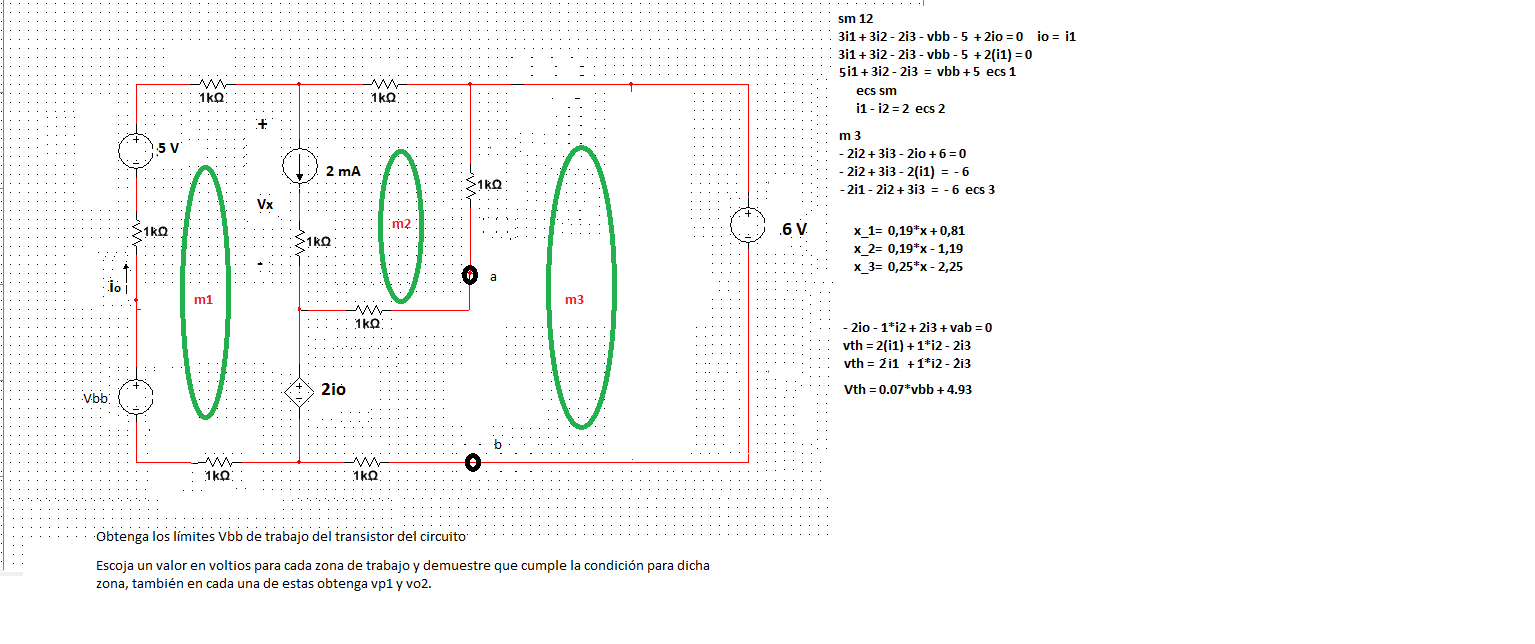 1kΩ
1kΩ
5 V
1kΩ
io
Vbb
+
Vx
-
2 mA
1kΩ
1kΩ
2io
1kΩ
1kΩ
1kΩ
a
b
6 V
m1
m2
m3
Obtenga los límites Vbb de trabajo del transistor del circuito
Escoja un valor en voltios para cada zona de trabajo y demuestre que cumple la condición para dicha
zona, también en cada una de estas obtenga vp1 y vo2.
sm 12
3i1 + 3i2 - 2i3 - vbb - 5 + 2io = 0 io = i1
3i1 + 3i2 - 2i3 - vbb - 5 + 2(i1) = 0
5i1 + 3i2 - 2i3 = vbb + 5 ecs 1
ecs sm
i1 - i2 = 2 ecs 2
m 3
- 2i2 + 3i3 - 2io + 6 = 0
- 2i2 + 3i3 - 2(i1) = - 6
- 2i1 - 2i2 + 3i3 = - 6 ecs 3
x_1= 0,19*x + 0,81
x_2= 0,19*x - 1,19
x_3= 0,25*x - 2,25
- 2io - 1*i2 + 2i3 + vab = 0
vth = 2(i1) + 1*i2 - 2i3
vth = 2i1 + 1*i2 - 2i3
Vth = 0.07*vbb + 4.93